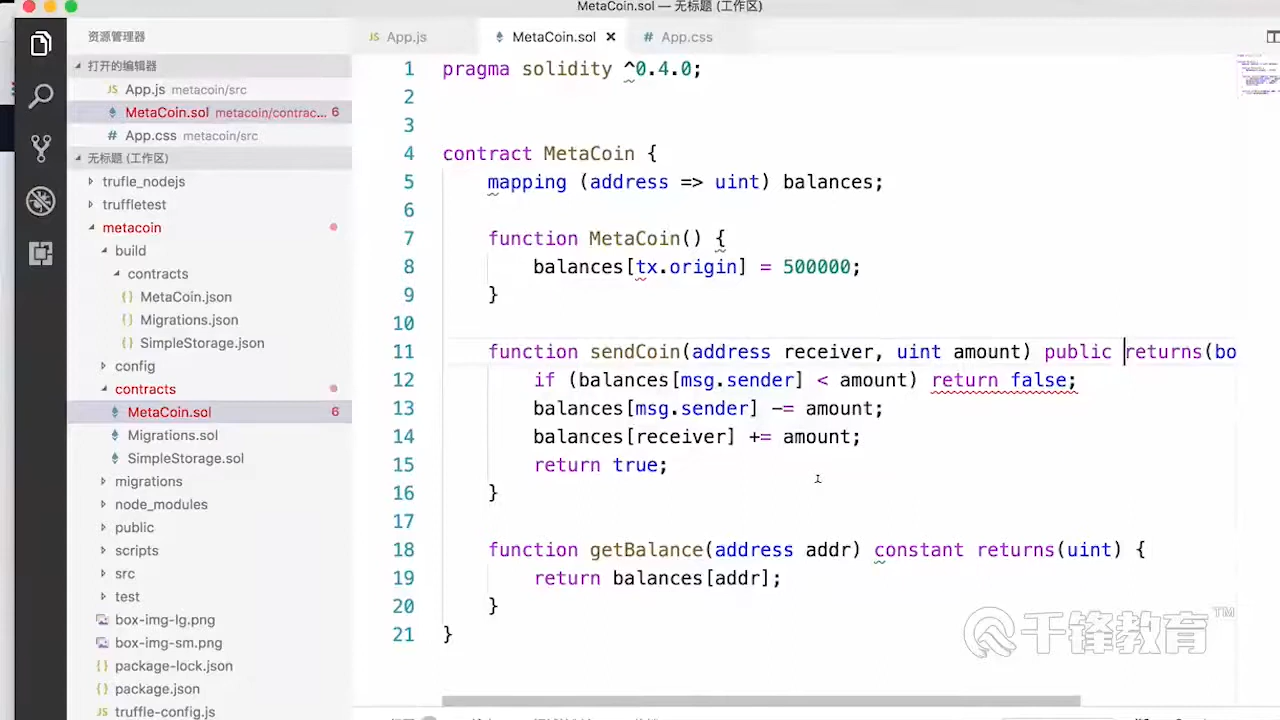 MetaCoin.sol — 无标题 (工作区)
资源管理器
JS App.js
MetaCoin.sol ×
# App.css
打开的编辑器
JS App.js metacoin/src
MetaCoin.sol metacoin/contrac... 6
# App.css metacoin/src
无标题 (工作区)
trufle_nodejs
truffletest
metacoin
build
contracts
{} MetaCoin.json
{} Migrations.json
{} SimpleStorage.json
config
contracts
MetaCoin.sol 6
Migrations.sol
SimpleStorage.sol
migrations
node_modules
public
scripts
src
test
box-img-lg.png
box-img-sm.png
{} package-lock.json
{} package.json
JS truffle-config.js
1 pragma solidity ^0.4.0;
2
3
4 contract MetaCoin {
5 mapping (address => uint) balances;
6
7 function MetaCoin() {
8 balances[tx.origin] = 500000;
9 }
10
11 function sendCoin(address receiver, uint amount) public returns(bo
12 if (balances[msg.sender] < amount) return false;
13 balances[msg.sender] -= amount;
14 balances[receiver] += amount;
15 return true;
16 }
17
18 function getBalance(address addr) constant returns(uint) {
19 return balances[addr];
20 }
21 }
千锋教育 TM